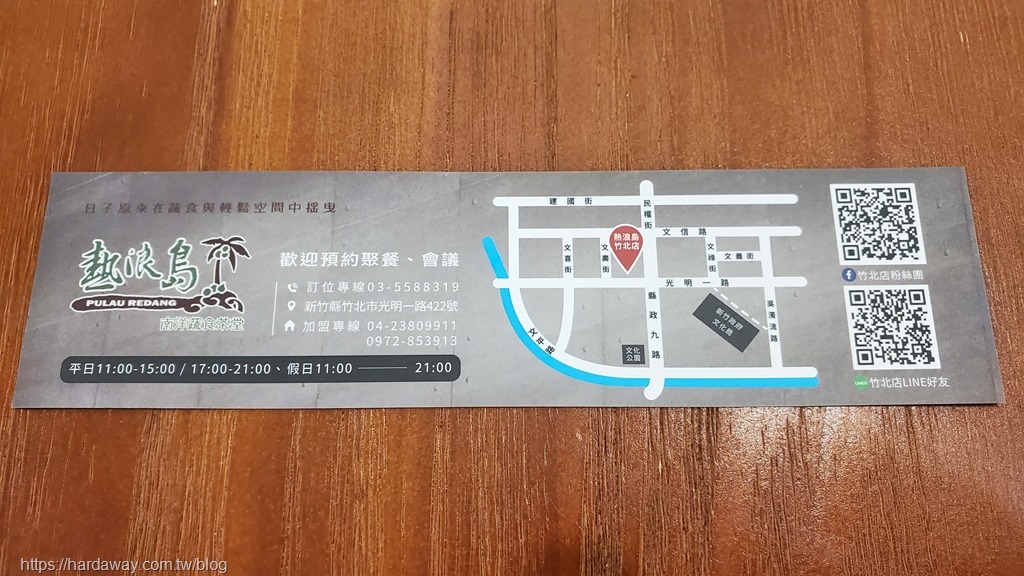 日子原來在蔬食與輕鬆空間中摇曳
熱浪島
PULAU REDANG
南洋蔬食茶堂
歡迎預約聚餐、會議
訂位專線03-5588319
新竹縣竹北市光明一路422號
加盟專線 04-23809911
0972-853913
平日11:00-15:00 / 17:00-21:00、假日11:00 ——— 21:00
建國街
民權街
熱浪島
竹北店
文信路
文喜街
文壽街
文祿街
文義街
光明一路
縣政九路
新竹縣政府
文化局
吳濁流路
文平路
文化
公園
竹北店粉絲團
竹北店LINE好友
https://hardaway.com.tw/blog